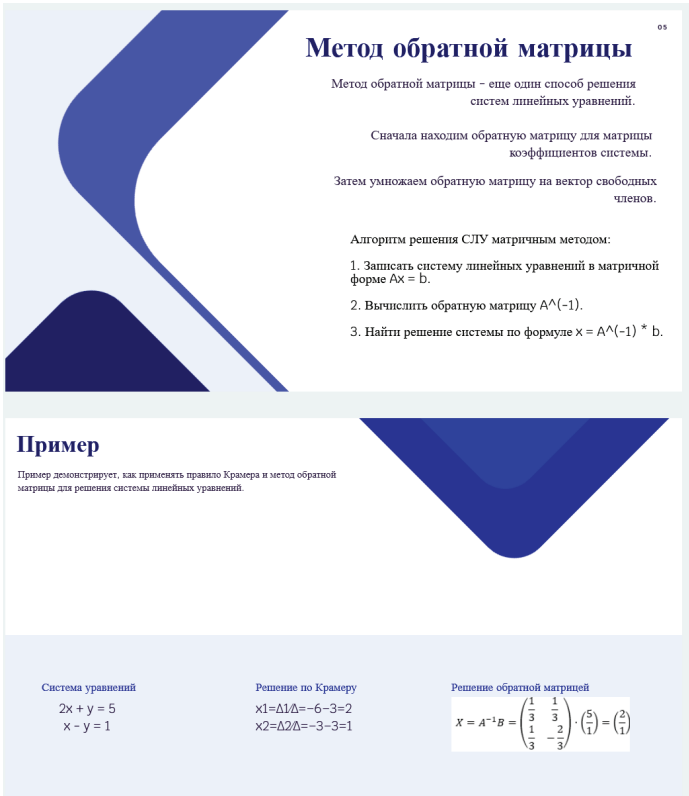 05
Метод обратной матрицы
Метод обратной матрицы – еще один способ решения
систем линейных уравнений.
Сначала находим обратную матрицу для матрицы
коэффициентов системы.
Затем умножаем обратную матрицу на вектор свободных
членов.
Алгоритм решения СЛУ матричным методом:
1. Записать систему линейных уравнений в матричной
форме Ax = b.
2. Вычислить обратную матрицу A^(-1).
3. Найти решение системы по формуле x = A^(-1) * b.
Пример
Пример демонстрирует, как применять правило Крамера и метод обратной
матрицы для решения системы линейных уравнений.
Система уравнений
2x + y = 5
x – y = 1
Решение по Крамеру
x1=Δ1⁄Δ=−6−3=2
x2=Δ2⁄Δ=−3−3=1
Решение обратной матрицей
X = A⁻¹B = (1/3 1/3; 1/3 −2/3) · (5/1) = (2/1)